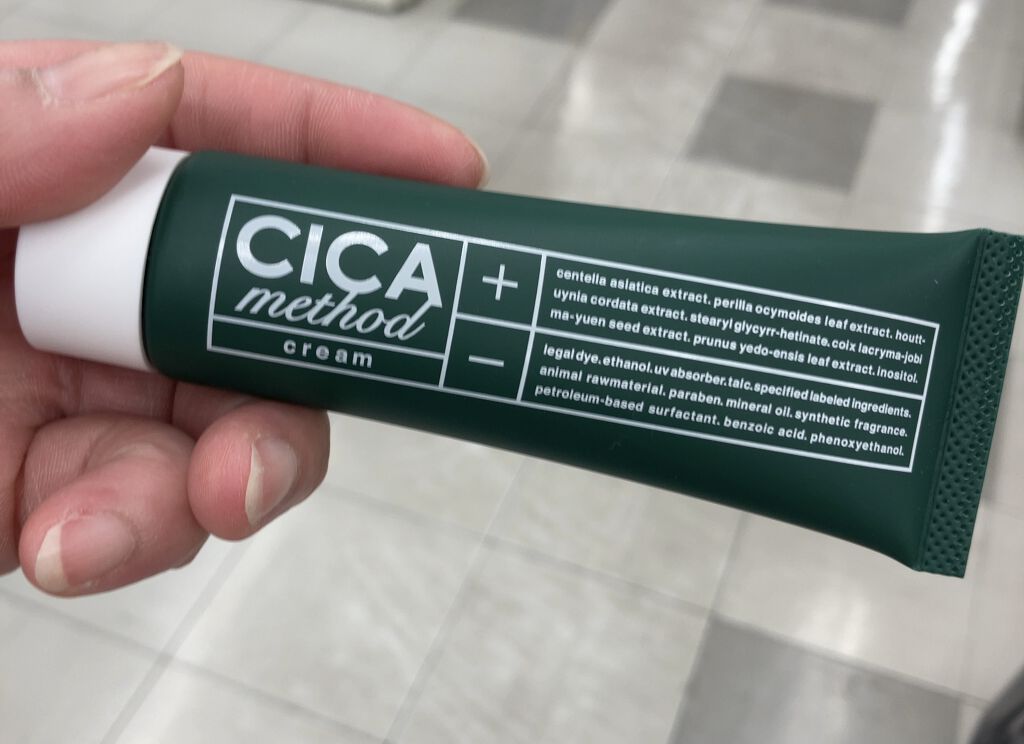 CICA
method
cream
+
centella asiatica extract. perilla ocymoides leaf extract. houtt-
uynia cordata extract. stearyl glycyrr-hetinate. coix lacryma-jobi
ma-yuen seed extract. prunus yedo-ensis leaf extract. inositol.
−
legal dye. ethanol. uv absorber. talc. specified labeled ingredients.
animal rawmaterial. paraben. mineral oil. synthetic fragrance.
petroleum-based surfactant. benzoic acid. phenoxyethanol.